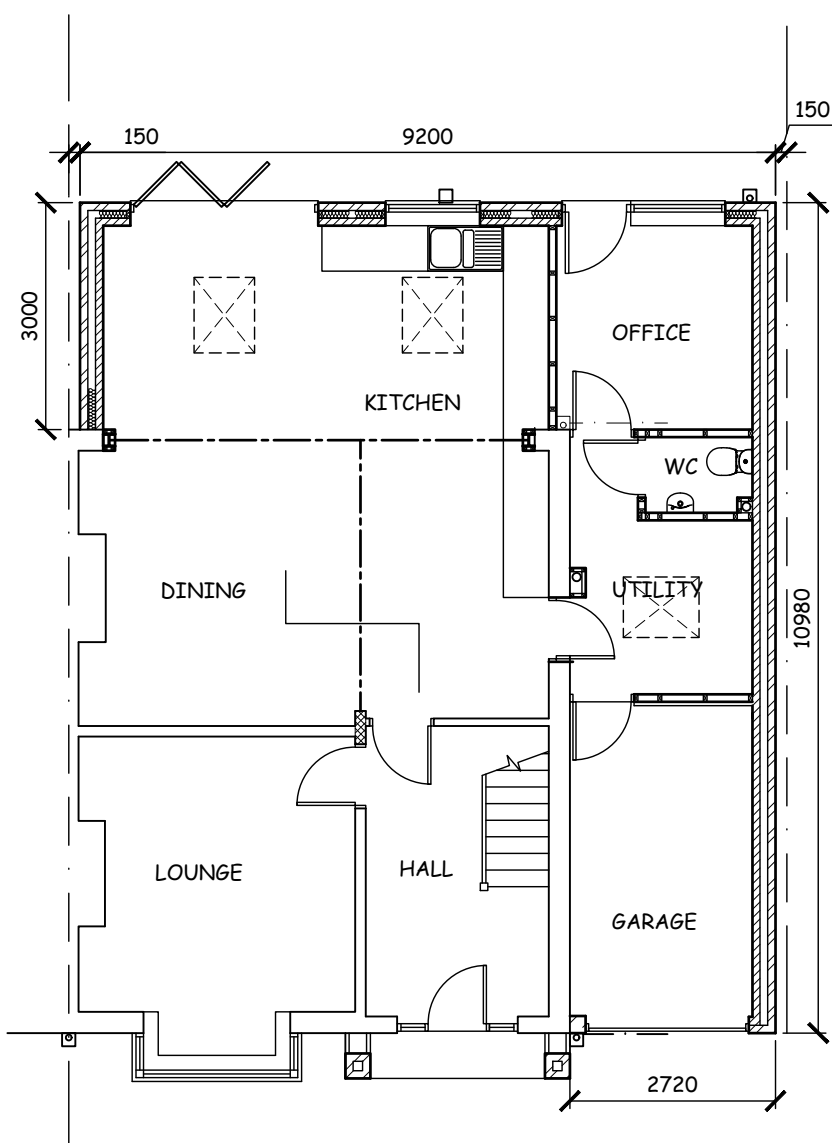 150
150
9200
3000
OFFICE
KITCHEN
WC
DINING
UTILITY
10980
LOUNGE
HALL
GARAGE
2720